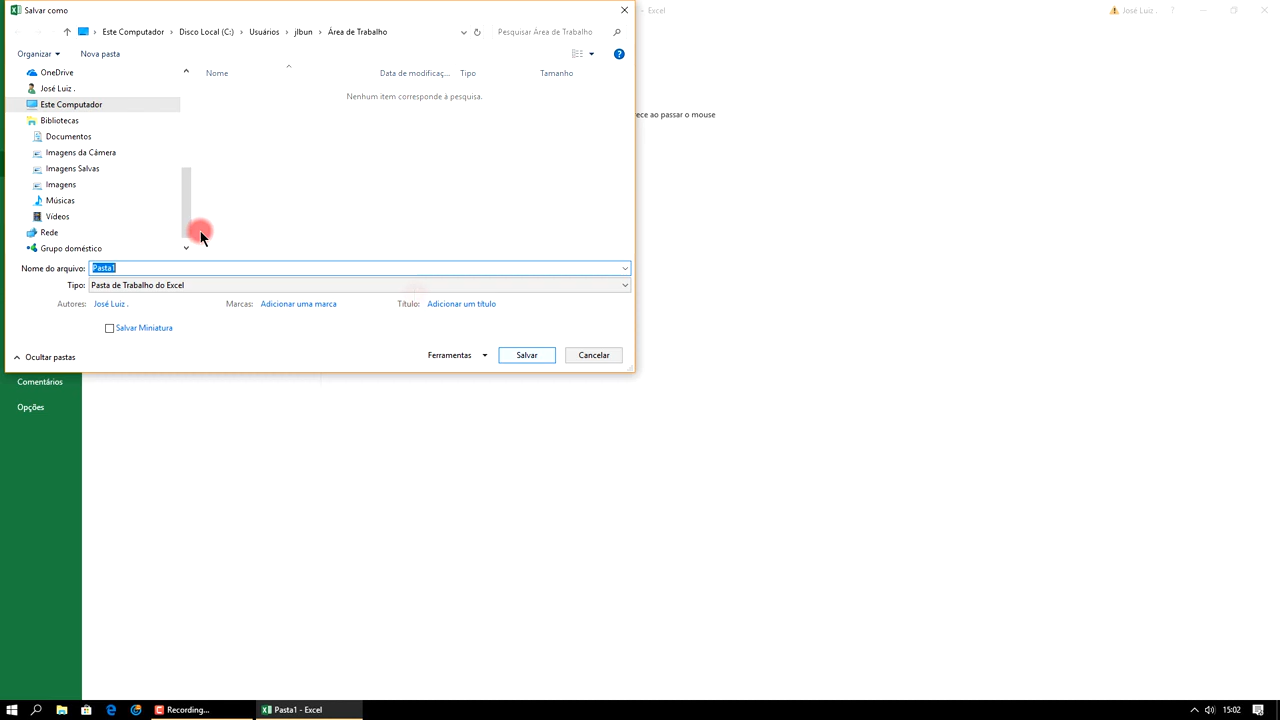 Salvar como
- Excel
José Luiz .
Este Computador > Disco Local (C:) > Usuários > jlbun > Área de Trabalho
Pesquisar Área de Trabalho
Organizar
Nova pasta
OneDrive
José Luiz .
Este Computador
Bibliotecas
Documentos
Imagens da Câmera
Imagens Salvas
Imagens
Músicas
Vídeos
Rede
Grupo doméstico
Nome
Data de modificaç...
Tipo
Tamanho
Nenhum item corresponde à pesquisa.
ece ao passar o mouse
Nome do arquivo: Pasta1
Tipo: Pasta de Trabalho do Excel
Autores: José Luiz .
Marcas: Adicionar uma marca
Título: Adicionar um título
Salvar Miniatura
Ocultar pastas
Ferramentas
Salvar
Cancelar
Comentários
Opções
Recording...
Pasta1 - Excel
15:02